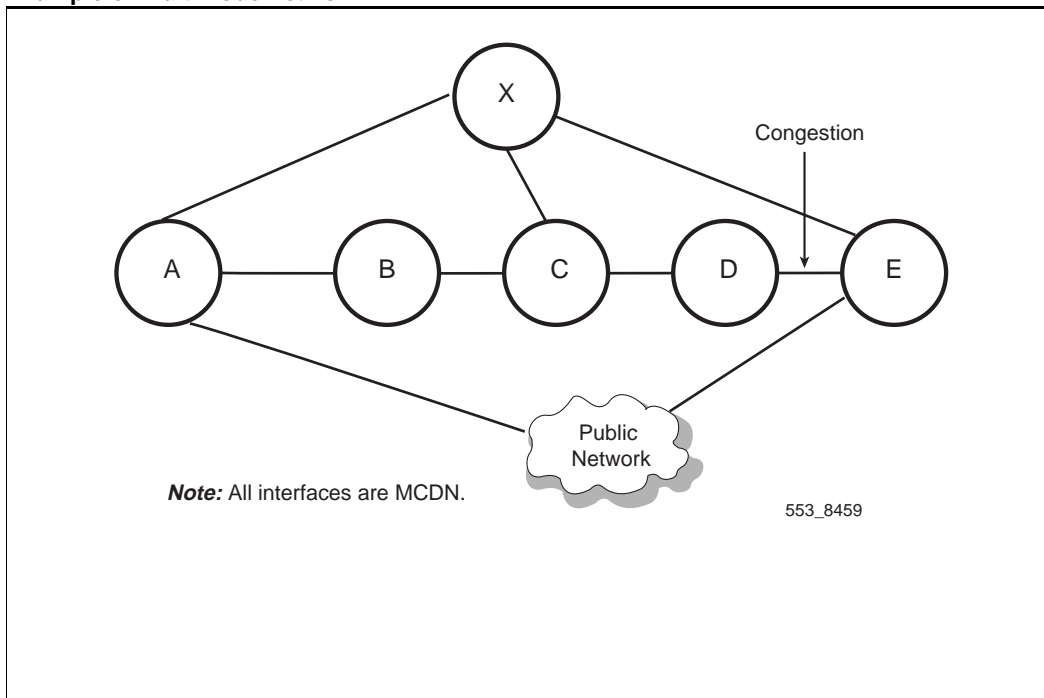 X
Congestion
A
B
C
D
E
Public
Network
Note: All interfaces are MCDN.
553_8459